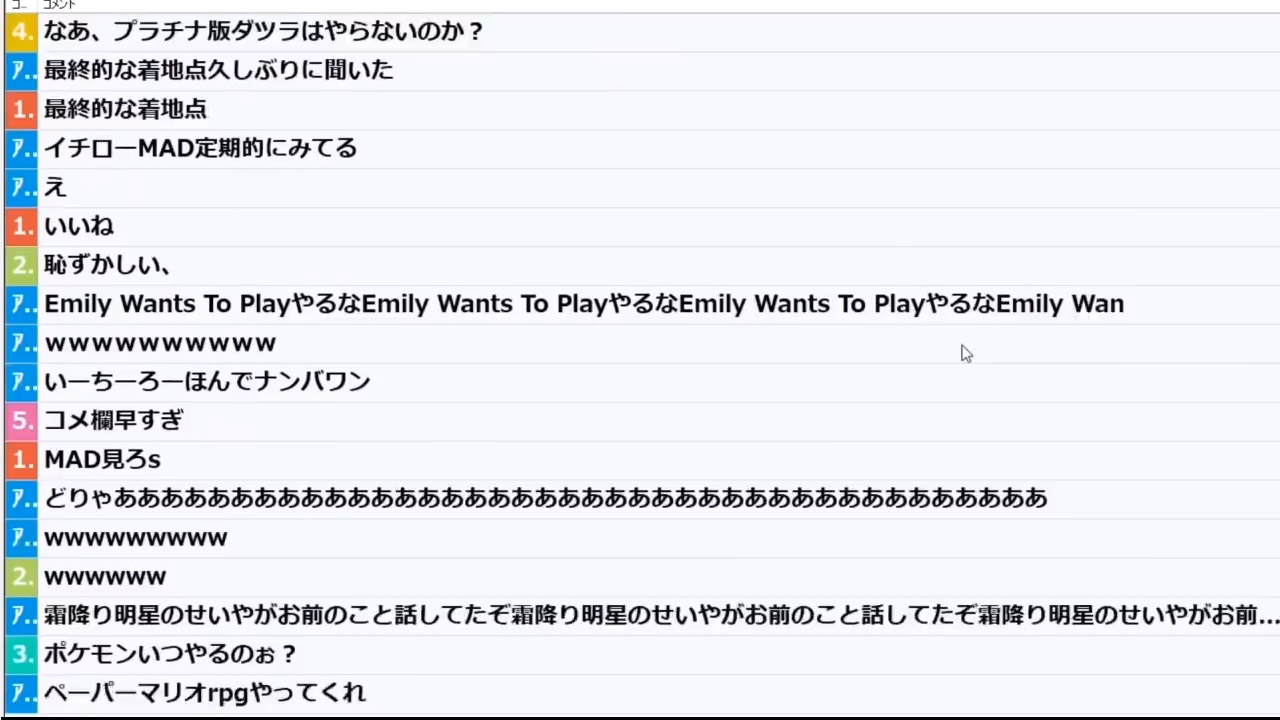 コメント
4. なあ、プラチナ版ダツラはやらないのか？
ｱ.. 最終的な着地点久しぶりに聞いた
1. 最終的な着地点
ｱ.. イチローMAD定期的にみてる
ｱ.. え
1. いいね
2. 恥ずかしい、
ｱ.. Emily Wants To PlayやるなEmily Wants To PlayやるなEmily Wants To PlayやるなEmily Wan
ｱ.. ｗｗｗｗｗｗｗｗｗｗ
ｱ.. いーちーろーほんでナンバワン
5. コメ欄早すぎ
1. MAD見ろs
ｱ.. どりゃああああああああああああああああああああああああああああああああああああああああ
ｱ.. wwwwwwwww
2. wwwwww
ｱ.. 霜降り明星のせいやがお前のこと話してたぞ霜降り明星のせいやがお前のこと話してたぞ霜降り明星のせいやがお前...
3. ポケモンいつやるのぉ？
ｱ.. ペーパーマリオrpgやってくれ